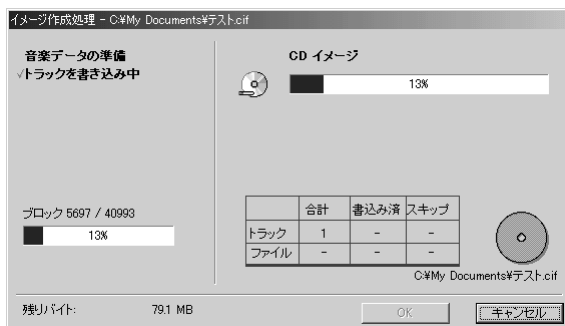 イメージ作成処理 - C:¥My Documents¥テスト.cif
音楽データの準備
√トラックを書き込み中
CD イメージ
13%
ブロック 5697 / 40993
13%
合計 書込み済 スキップ
トラック 1 - -
ファイル - - -
C:¥My Documents¥テスト.cif
残りバイト: 79.1 MB
OK キャンセル